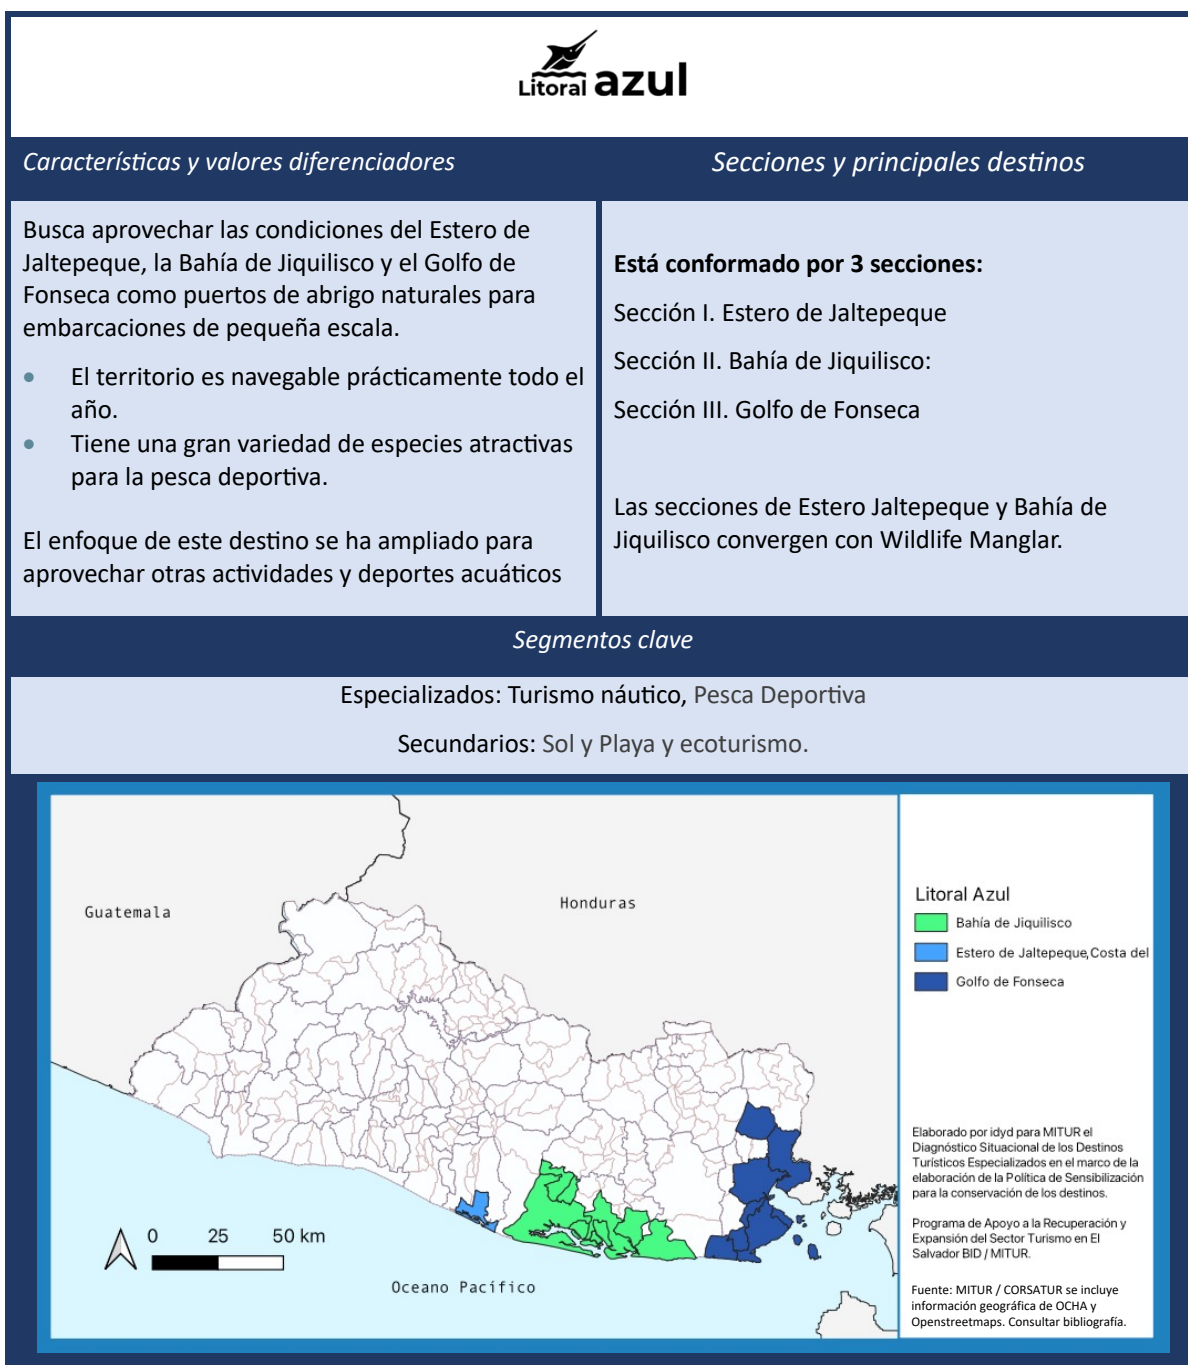 Litoral azul
Características y valores diferenciadores
Secciones y principales destinos
Busca aprovechar las condiciones del Estero de
Jaltepeque, la Bahía de Jiquilisco y el Golfo de
Fonseca como puertos de abrigo naturales para
embarcaciones de pequeña escala.
• El territorio es navegable prácticamente todo el
año.
• Tiene una gran variedad de especies atractivas
para la pesca deportiva.
El enfoque de este destino se ha ampliado para
aprovechar otras actividades y deportes acuáticos
Está conformado por 3 secciones:
Sección I. Estero de Jaltepeque
Sección II. Bahía de Jiquilisco:
Sección III. Golfo de Fonseca
Las secciones de Estero Jaltepeque y Bahía de
Jiquilisco convergen con Wildlife Manglar.
Segmentos clave
Especializados: Turismo náutico, Pesca Deportiva
Secundarios: Sol y Playa y ecoturismo.
Guatemala
Honduras
0 25 50 km
Oceano Pacífico
Litoral Azul
Bahía de Jiquilisco
Estero de Jaltepeque,Costa del
Golfo de Fonseca
Elaborado por idyd para MITUR el
Diagnóstico Situacional de los Destinos
Turísticos Especializados en el marco de la
elaboración de la Política de Sensibilización
para la conservación de los destinos.
Programa de Apoyo a la Recuperación y
Expansión del Sector Turismo en El
Salvador BID / MITUR.
Fuente: MITUR / CORSATUR se incluye
información geográfica de OCHA y
Openstreetmaps. Consultar bibliografía.